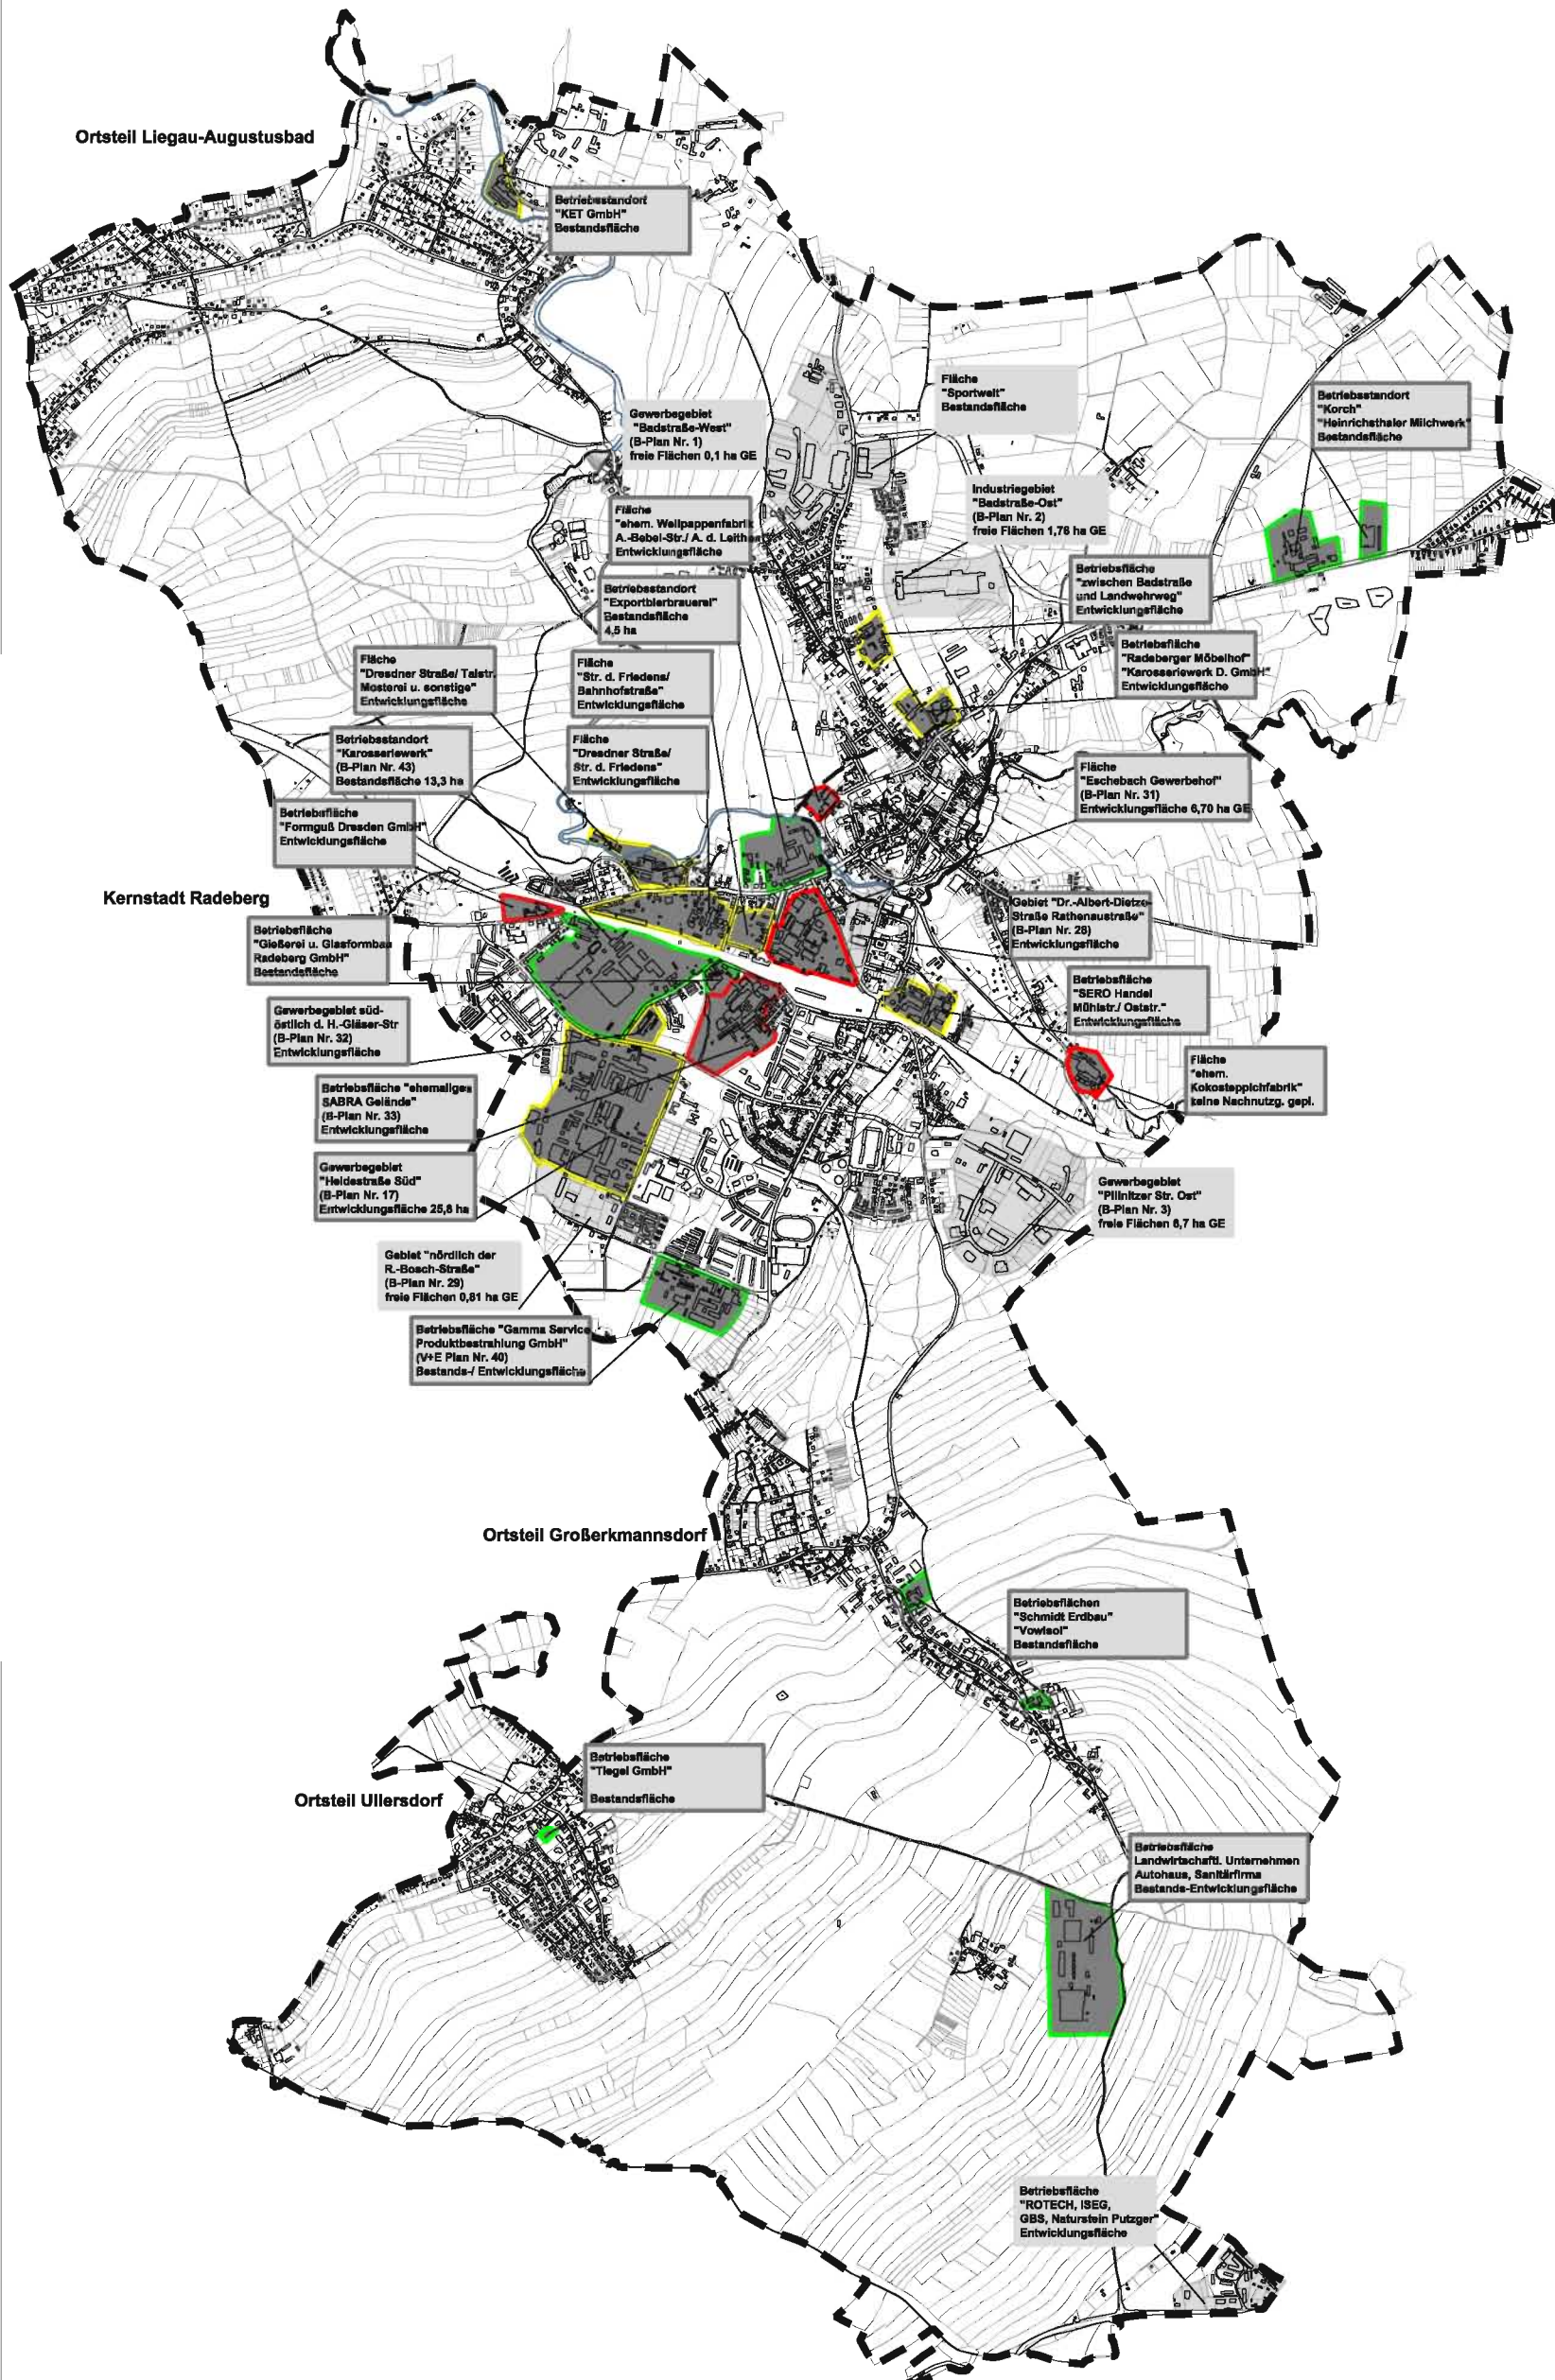 Ortsteil Liegau-Augustusbad
Betriebsstandort
"KET GmbH"
Bestandsfläche
Fläche
"Sportwelt"
Bestandsfläche
Betriebsstandort
"Korch"
"Heinrichsthaler Milchwerk"
Bestandsfläche
Gewerbegebiet
"Badstraße-West"
(B-Plan Nr. 1)
freie Flächen 0,1 ha GE
Industriegebiet
"Badstraße-Ost"
(B-Plan Nr. 2)
freie Flächen 1,76 ha GE
Fläche
"ehem. Wellpappenfabrik
A.-Bebel-Str./ A. d. Leithen
Entwicklungsfläche
Betriebsfläche
"zwischen Badstraße
und Landwehrweg"
Entwicklungsfläche
Betriebsstandort
"Exportbierbrauerei"
Bestandsfläche
4,5 ha
Betriebsfläche
"Radeberger Möbelhof"
"Karosseriewerk D. GmbH"
Entwicklungsfläche
Fläche
"Dresdner Straße/ Talstr.
Mosterei u. sonstige"
Entwicklungsfläche
Fläche
"Str. d. Friedens/
Bahnhofstraße"
Entwicklungsfläche
Betriebsstandort
"Karosseriewerk"
(B-Plan Nr. 43)
Bestandsfläche 13,3 ha
Fläche
"Dresdner Straße/
Str. d. Friedens"
Entwicklungsfläche
Fläche
"Eschebach Gewerbehof"
(B-Plan Nr. 31)
Entwicklungsfläche 6,70 ha GE
Betriebsfläche
"Formguß Dresden GmbH"
Entwicklungsfläche
Kernstadt Radeberg
Gebiet "Dr.-Albert-Dietze-
Straße Rathenaustraße"
(B-Plan Nr. 28)
Entwicklungsfläche
Betriebsfläche
"Gießerei u. Glasformbau
Radeberg GmbH"
Bestandsfläche
Betriebsfläche
"SERO Handel
Mühlstr./ Oststr."
Entwicklungsfläche
Gewerbegebiet süd-
östlich d. H.-Gläser-Str
(B-Plan Nr. 32)
Entwicklungsfläche
Fläche
"ehem.
Kokosteppichfabrik"
keine Nachnutzg. gepl.
Betriebsfläche "ehemaliges
SABRA Gelände"
(B-Plan Nr. 33)
Entwicklungsfläche
Gewerbegebiet
"Heidestraße Süd"
(B-Plan Nr. 17)
Entwicklungsfläche 25,6 ha
Gewerbegebiet
"Pillnitzer Str. Ost"
(B-Plan Nr. 3)
freie Flächen 6,7 ha GE
Gebiet "nördlich der
R.-Bosch-Straße"
(B-Plan Nr. 29)
freie Flächen 0,81 ha GE
Betriebsfläche "Gamma Service
Produktbestrahlung GmbH"
(V+E Plan Nr. 40)
Bestands-/ Entwicklungsfläche
Ortsteil Großerkmannsdorf
Betriebsflächen
"Schmidt Erdbau"
"Vowisol"
Bestandsfläche
Betriebsfläche
"Tiegel GmbH"
Bestandsfläche
Ortsteil Ullersdorf
Betriebsfläche
Landwirtschaftl. Unternehmen
Autohaus, Sanitärfirma
Bestands-Entwicklungsfläche
Betriebsfläche
"ROTECH, ISEG,
GBS, Naturstein Putzger"
Entwicklungsfläche